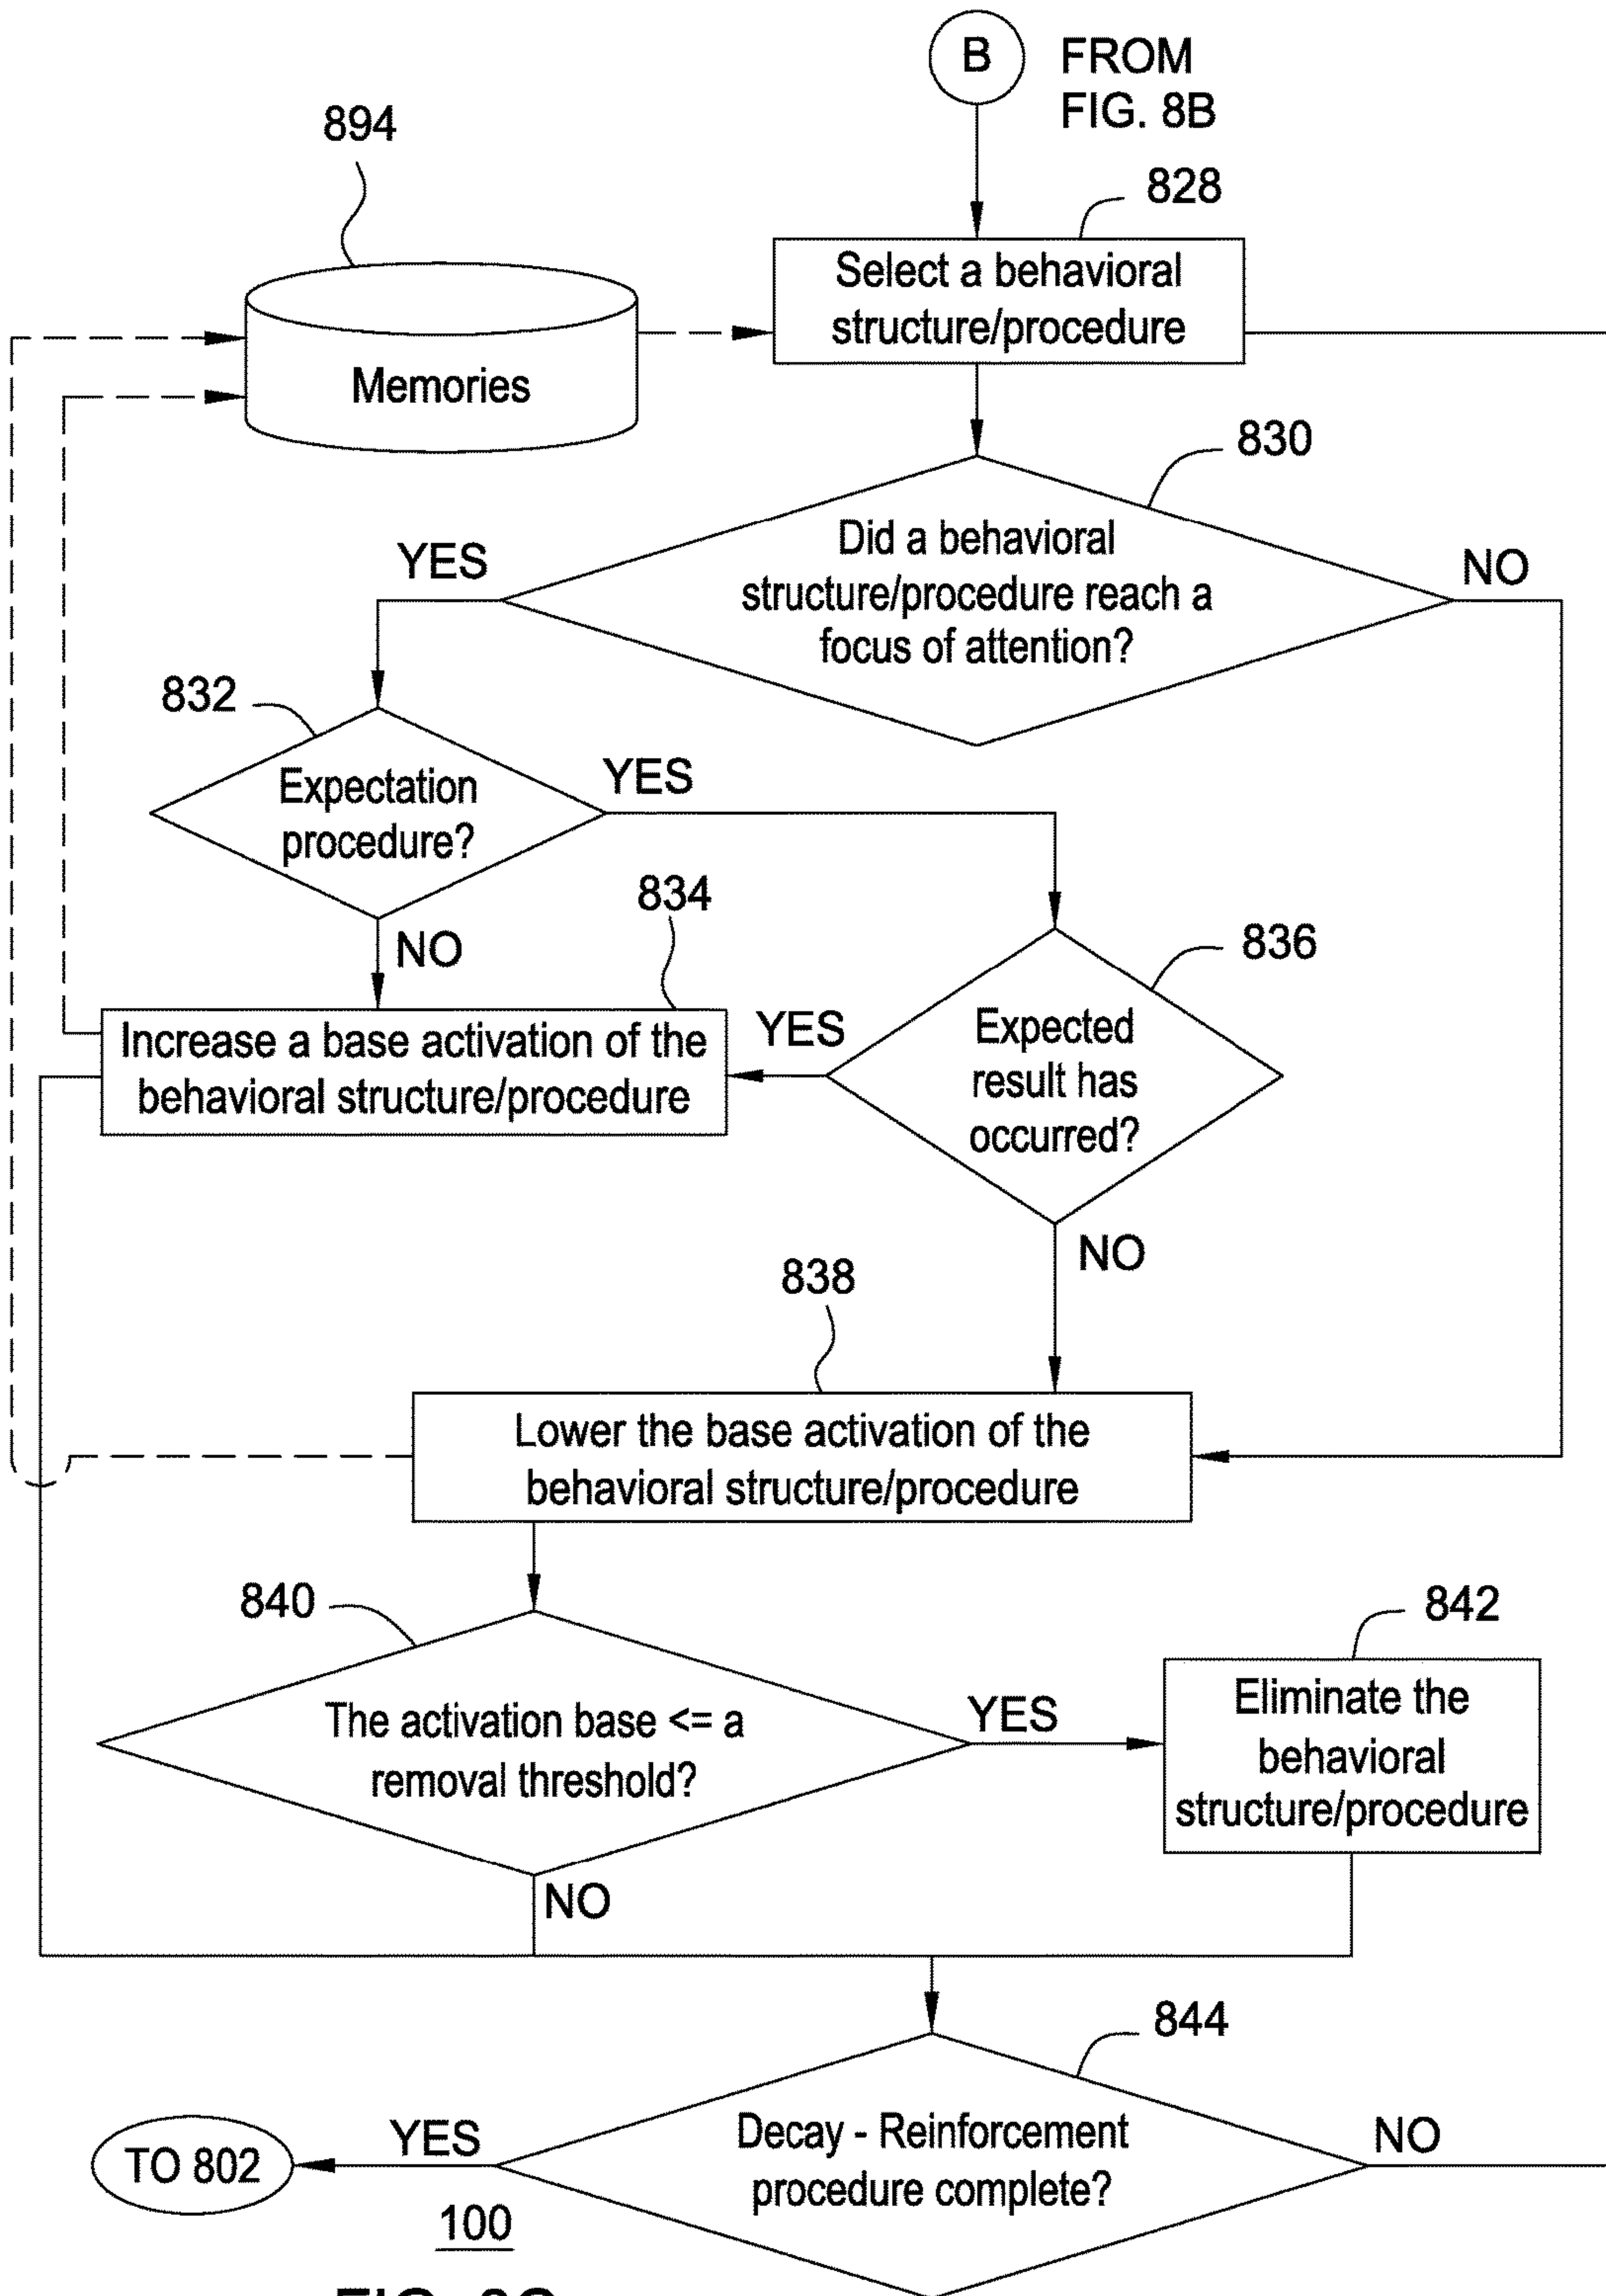 B
FROM
FIG. 8B
894
828
Select a behavioral
structure/procedure
Memories
830
Did a behavioral
structure/procedure reach a
focus of attention?
YES
NO
832
Expectation
procedure?
YES
NO
834
Increase a base activation of the
behavioral structure/procedure
836
Expected
result has
occurred?
YES
NO
838
Lower the base activation of the
behavioral structure/procedure
840
The activation base <= a
removal threshold?
YES
NO
842
Eliminate the
behavioral
structure/procedure
844
Decay - Reinforcement
procedure complete?
YES
NO
TO 802
100